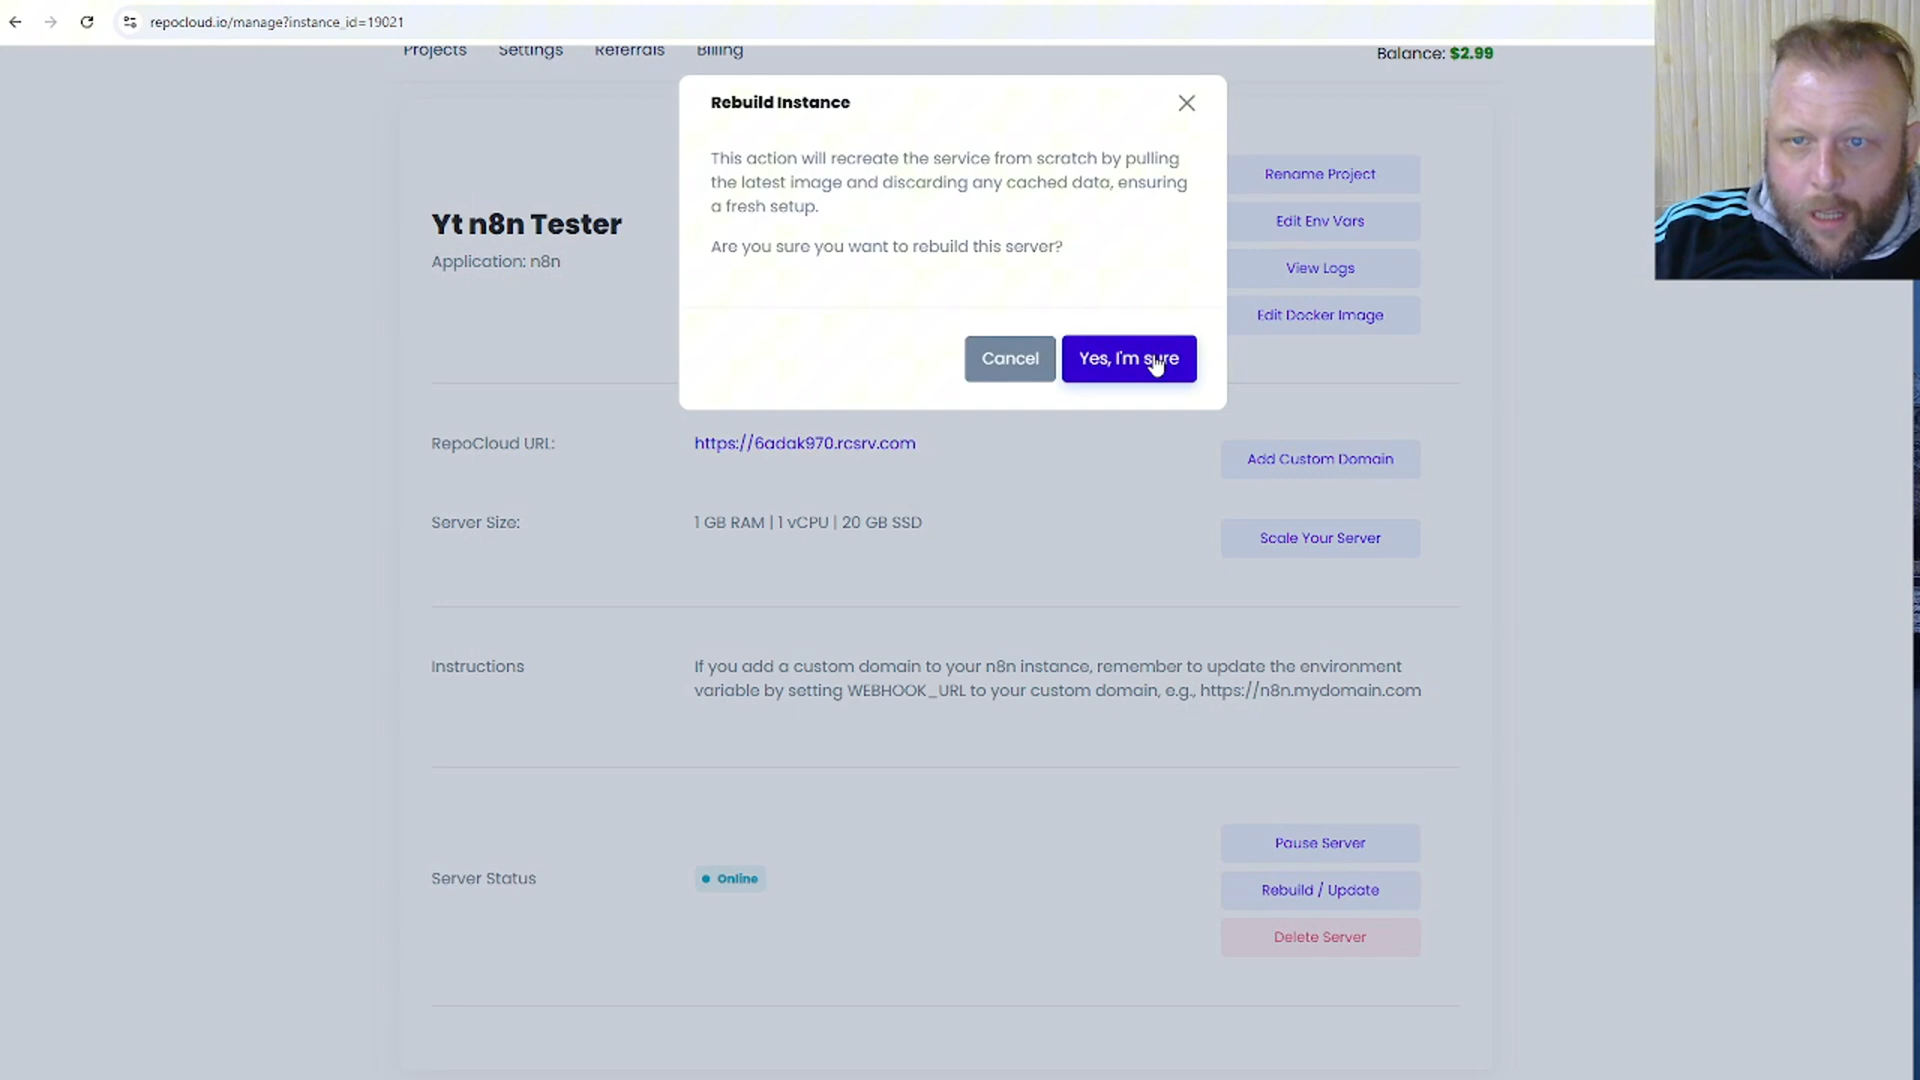 repocloud.io/manage?instance_id=19021
Projects Settings Referrals Billing
Balance: $2.99
Rebuild Instance
This action will recreate the service from scratch by pulling
the latest image and discarding any cached data, ensuring
a fresh setup.
Are you sure you want to rebuild this server?
Cancel Yes, I'm sure
Yt n8n Tester
Application: n8n
Rename Project
Edit Env Vars
View Logs
Edit Docker Image
RepoCloud URL: https://6adak970.rcsrv.com Add Custom Domain
Server Size: 1 GB RAM | 1 vCPU | 20 GB SSD Scale Your Server
Instructions If you add a custom domain to your n8n instance, remember to update the environment
variable by setting WEBHOOK_URL to your custom domain, e.g., https://n8n.mydomain.com
Pause Server
Server Status Online Rebuild / Update
Delete Server